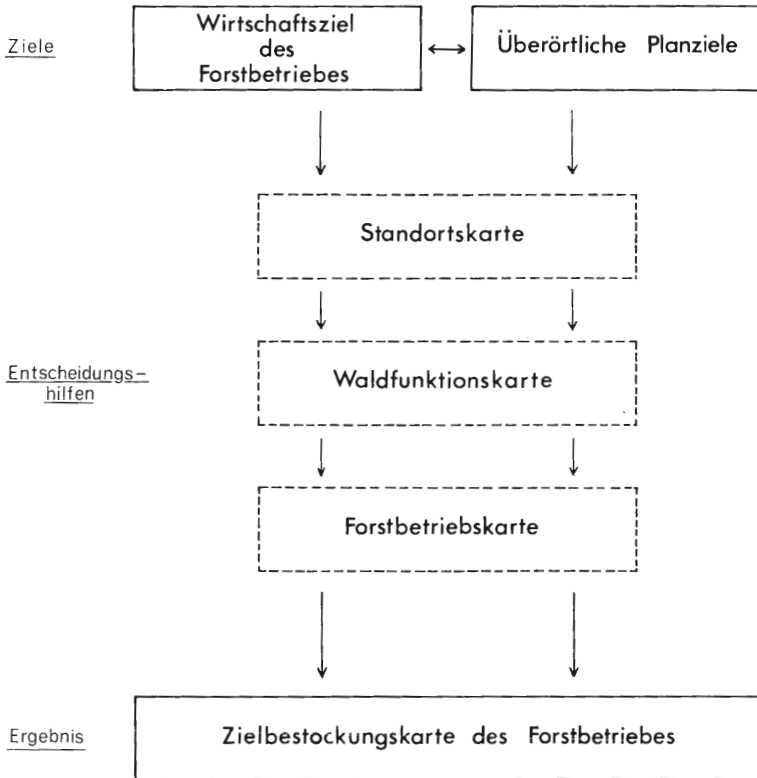 Ziele
Wirtschaftsziel
des
Forstbetriebes
Überörtliche Planziele
Standortskarte
Entscheidungs-
hilfen
Waldfunktionskarte
Forstbetriebskarte
Ergebnis
Zielbestockungskarte des Forstbetriebes